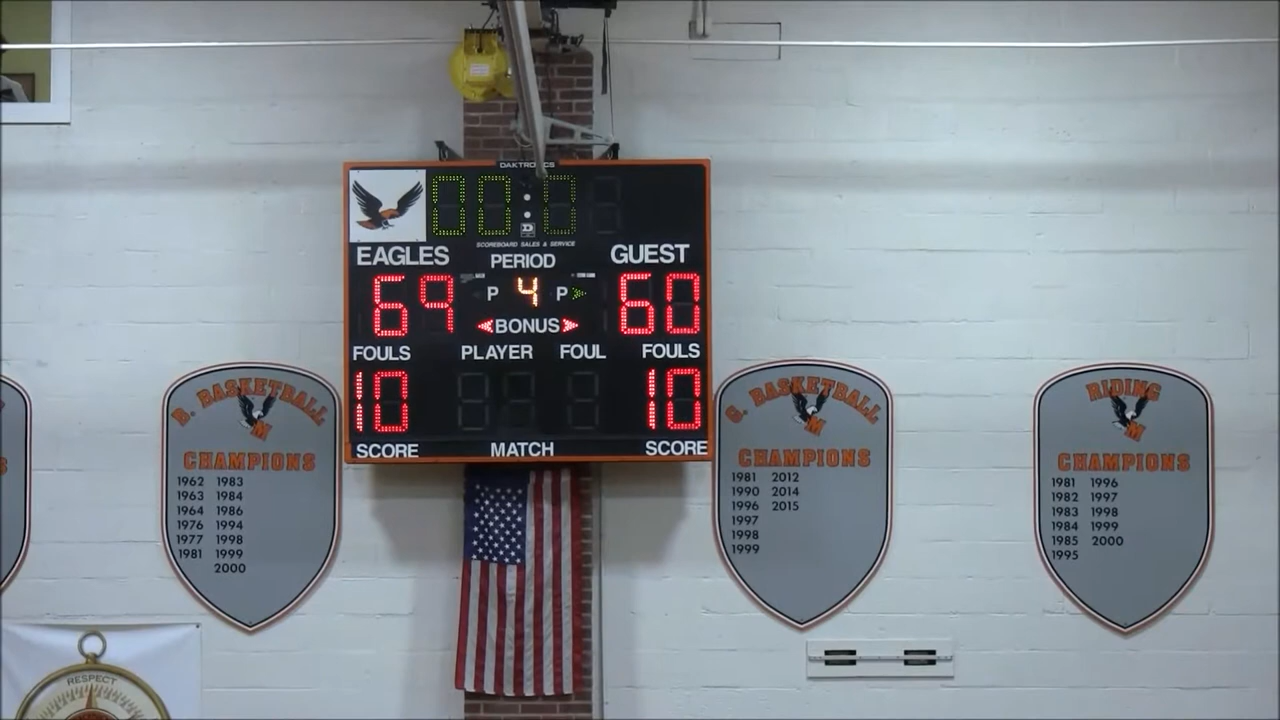 DAKTRONICS
00:0
D
SCOREBOARD SALES & SERVICE
EAGLES
PERIOD
GUEST
69
P 4 P
60
BONUS
FOULS
PLAYER
FOUL
FOULS
10
10
SCORE
MATCH
SCORE
B. BASKETBALL
M
CHAMPIONS
1962 1983
1963 1984
1964 1986
1976 1994
1977 1998
1981 1999
2000
G. BASKETBALL
M
CHAMPIONS
1981 2012
1990 2014
1996 2015
1997
1998
1999
RIDING
M
CHAMPIONS
1981 1996
1982 1997
1983 1998
1984 1999
1985 2000
1995
RESPECT